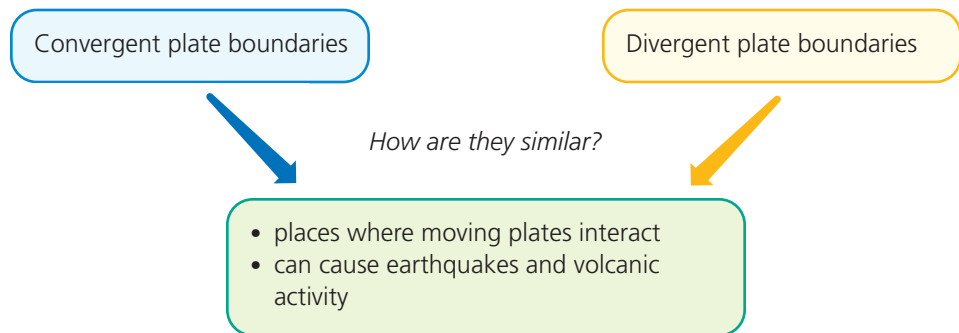 Convergent plate boundaries
Divergent plate boundaries
How are they similar?
• places where moving plates interact
• can cause earthquakes and volcanic
activity